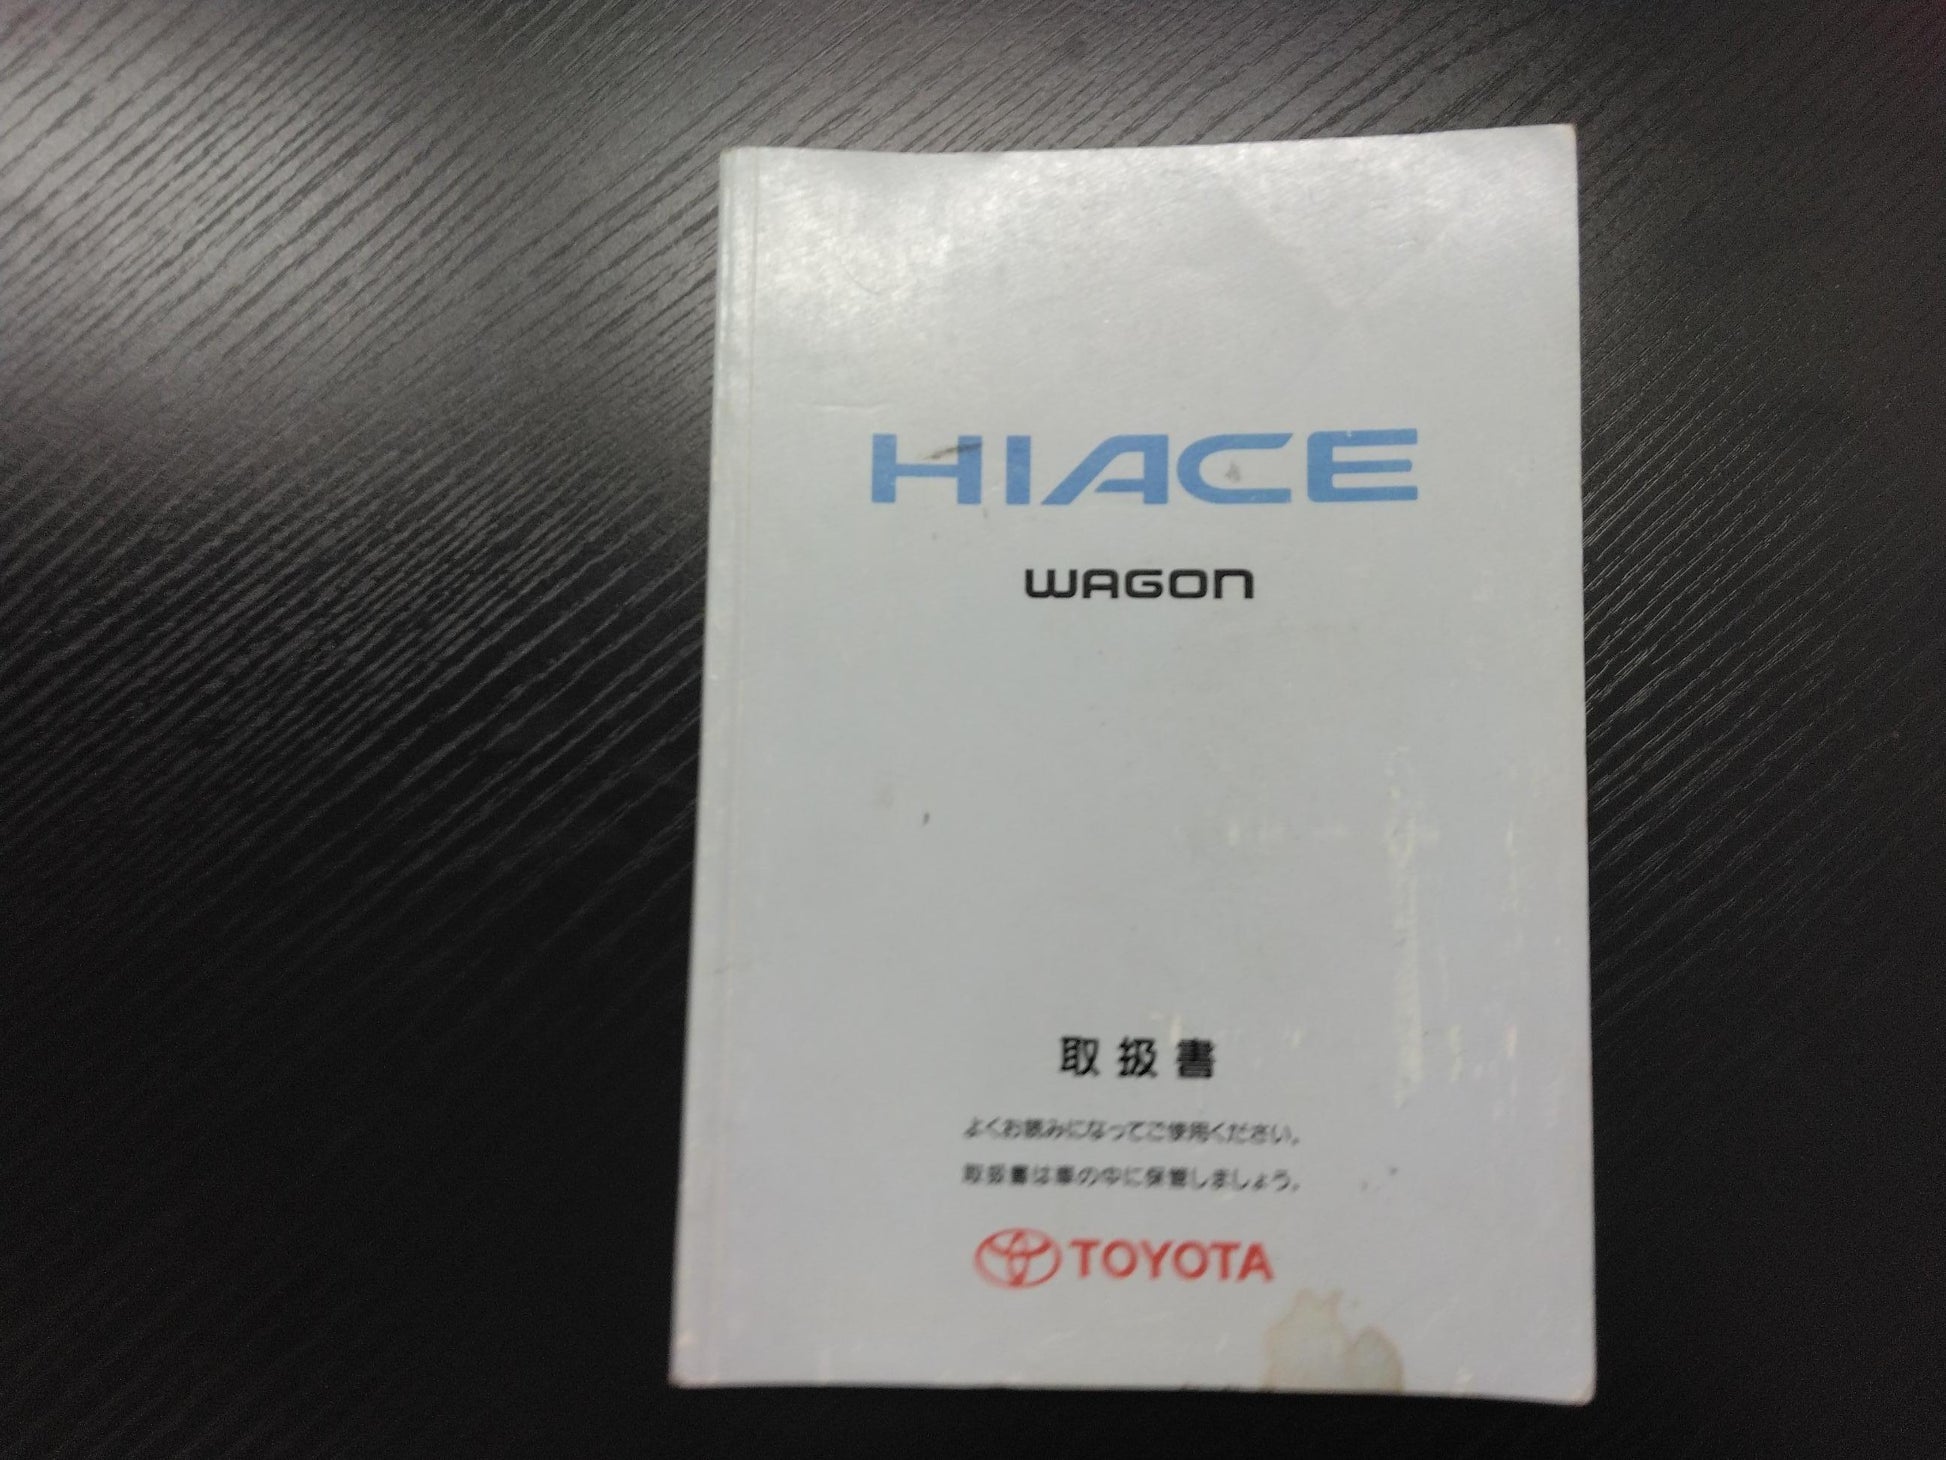 HIACE
WAGON
取扱書
よくお読みになってご使用ください。
取扱書は車の中に保管しましょう。
TOYOTA